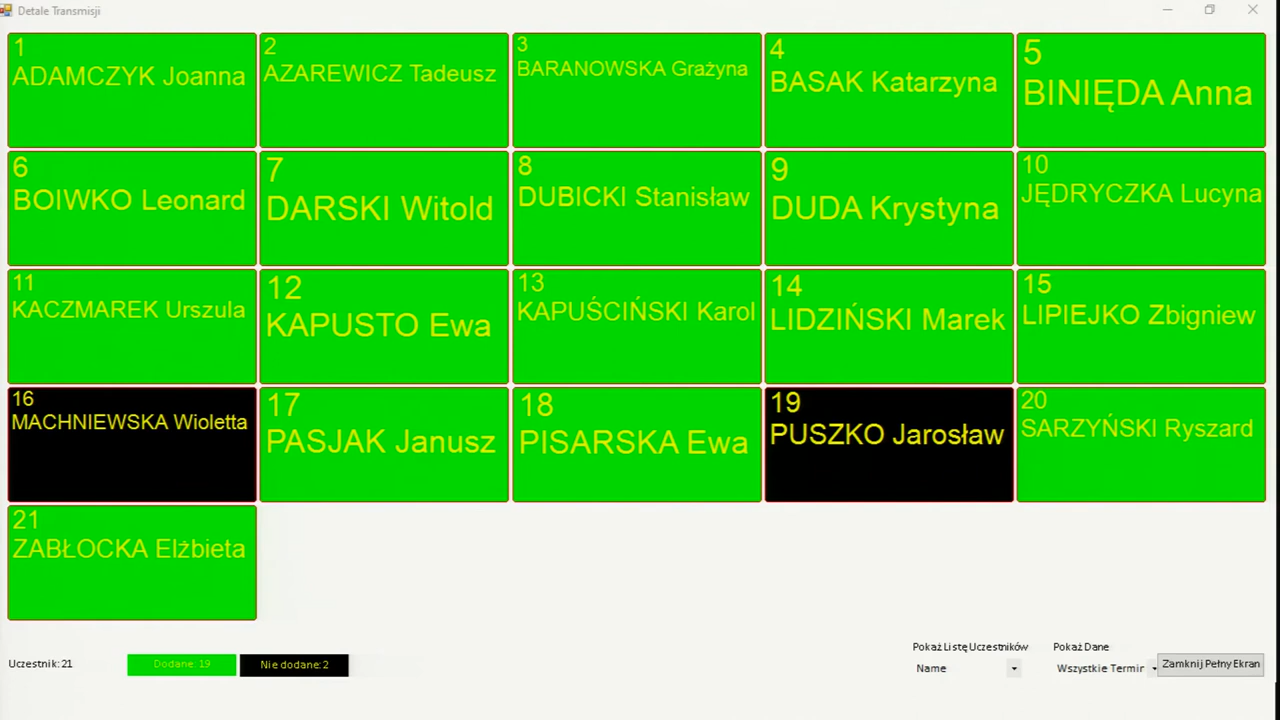 Detale Transmisji
1
ADAMCZYK Joanna
2
AZAREWICZ Tadeusz
3
BARANOWSKA Grażyna
4
BASAK Katarzyna
5
BINIĘDA Anna
6
BOIWKO Leonard
7
DARSKI Witold
8
DUBICKI Stanisław
9
DUDA Krystyna
10
JĘDRYCZKA Lucyna
11
KACZMAREK Urszula
12
KAPUSTO Ewa
13
KAPUŚCIŃSKI Karol
14
LIDZIŃSKI Marek
15
LIPIEJKO Zbigniew
16
MACHNIEWSKA Wioletta
17
PASJAK Janusz
18
PISARSKA Ewa
19
PUSZKO Jarosław
20
SARZYŃSKI Ryszard
21
ZABŁOCKA Elżbieta
Uczestnik: 21
Dodane: 19
Nie dodane: 2
Pokaż Listę Uczestników
Name
Pokaż Dane
Wszystkie Termir
Zamknij Pełny Ekran